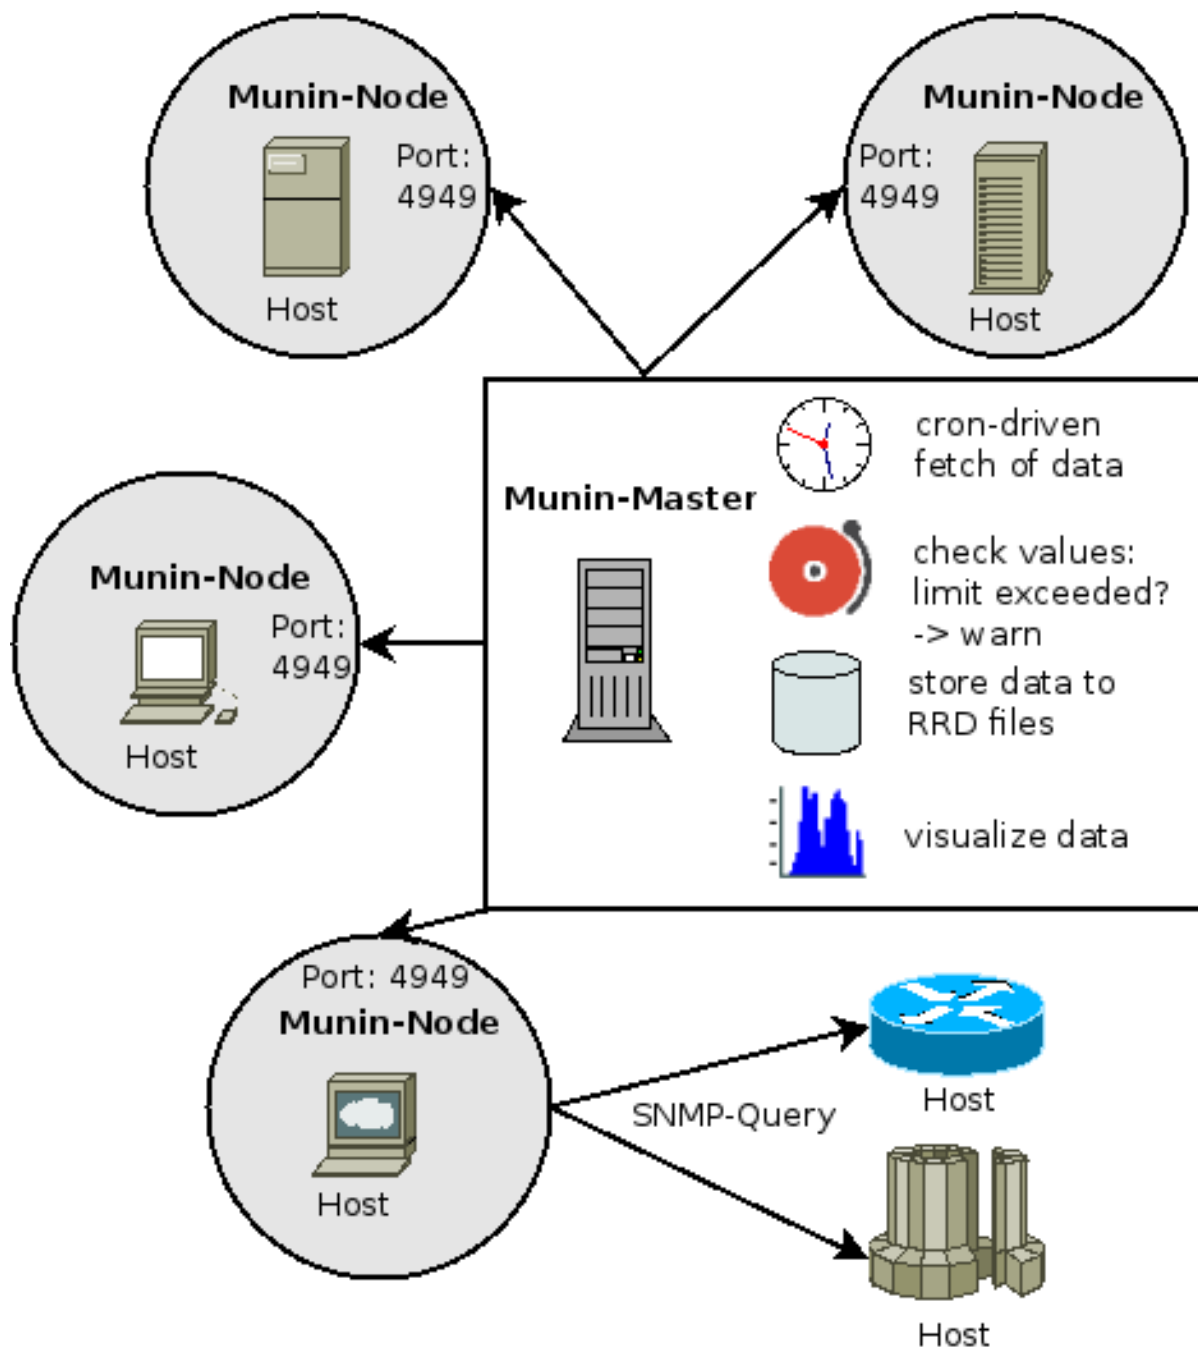 Munin-Node
Port:
4949
Host
Munin-Node
Port:
4949
Host
Munin-Master
cron-driven
fetch of data
check values:
limit exceeded?
-> warn
store data to
RRD files
visualize data
Munin-Node
Port:
4949
Host
Port: 4949
Munin-Node
Host
SNMP-Query
Host
Host